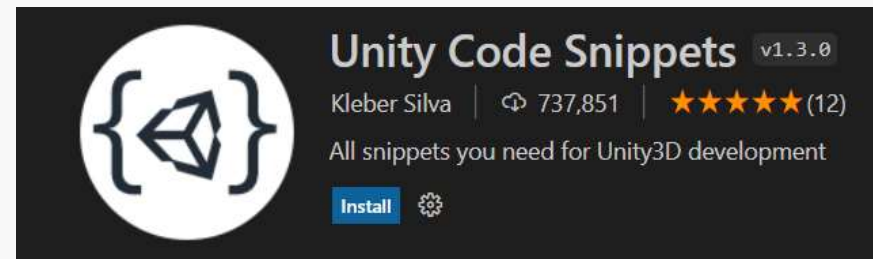 Unity Code Snippets v1.3.0
Kleber Silva 737,851 (12)
All snippets you need for Unity3D development
Install